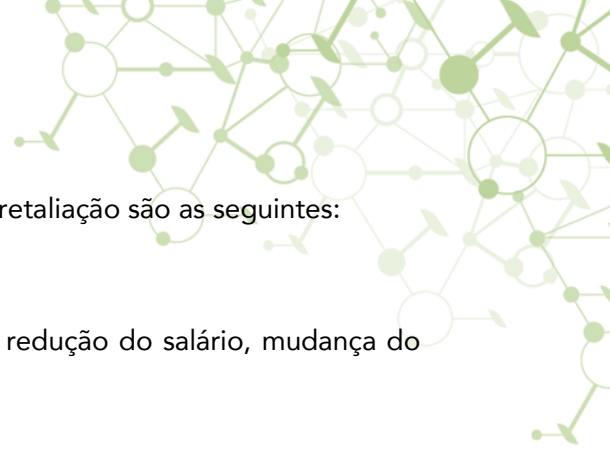 retaliação são as seguintes:
redução do salário, mudança do